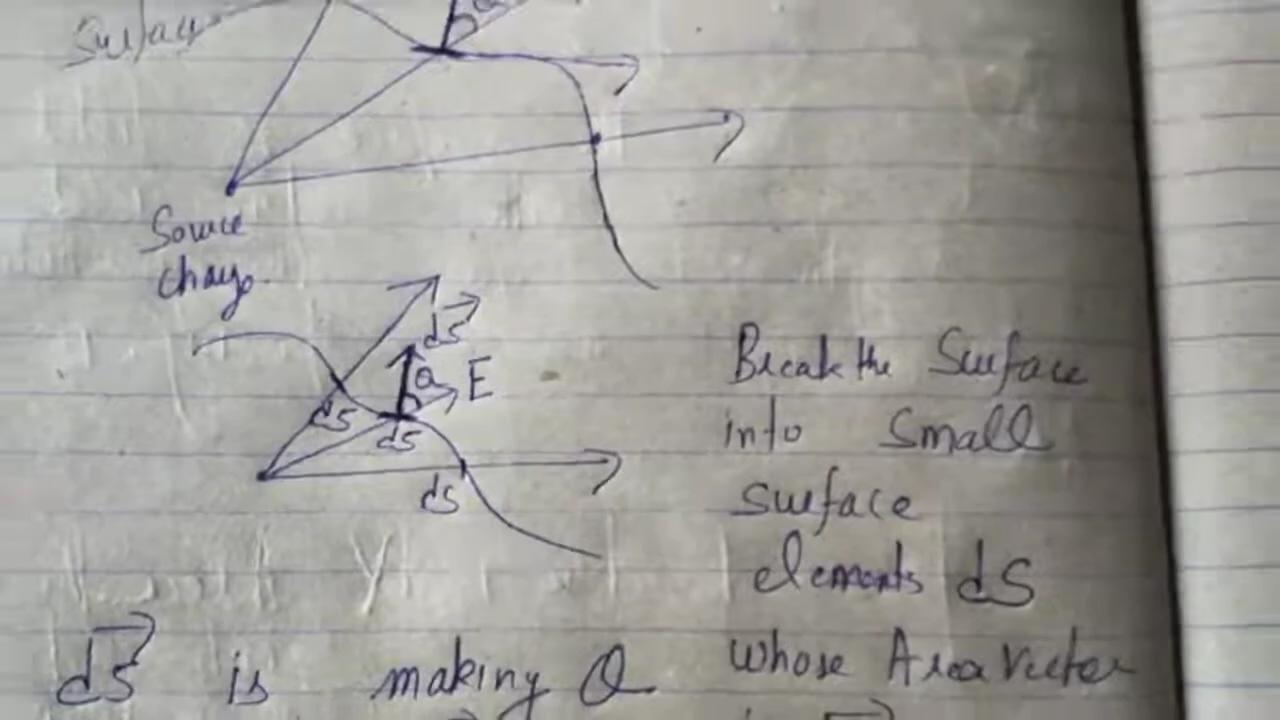 Surface
θ
Source
charge
dS
θ E
dS
dS
dS
Break the Surface
into Small
surface
elements dS
whose Area Vector
dS is making θ